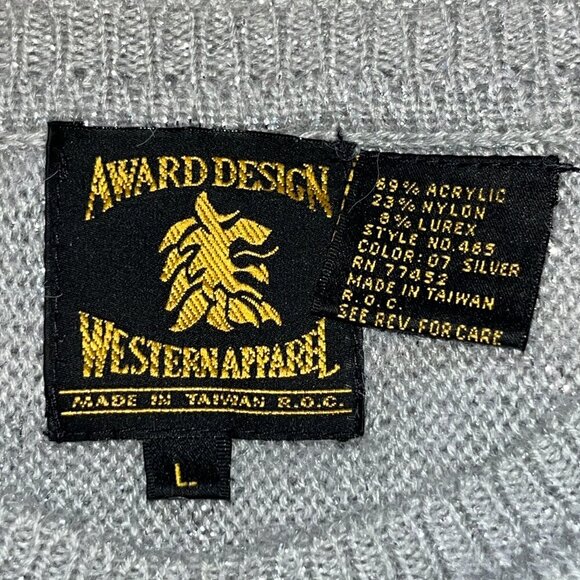 AWARD DESIGN
WESTERN APPAREL
MADE IN TAIWAN R.O.C.
L
69% ACRYLIC
23% NYLON
8% LUREX
STYLE NO.485
COLOR: 07 SILVER
RN 77452
MADE IN TAIWAN
R.O.C.
SEE REV. FOR CARE